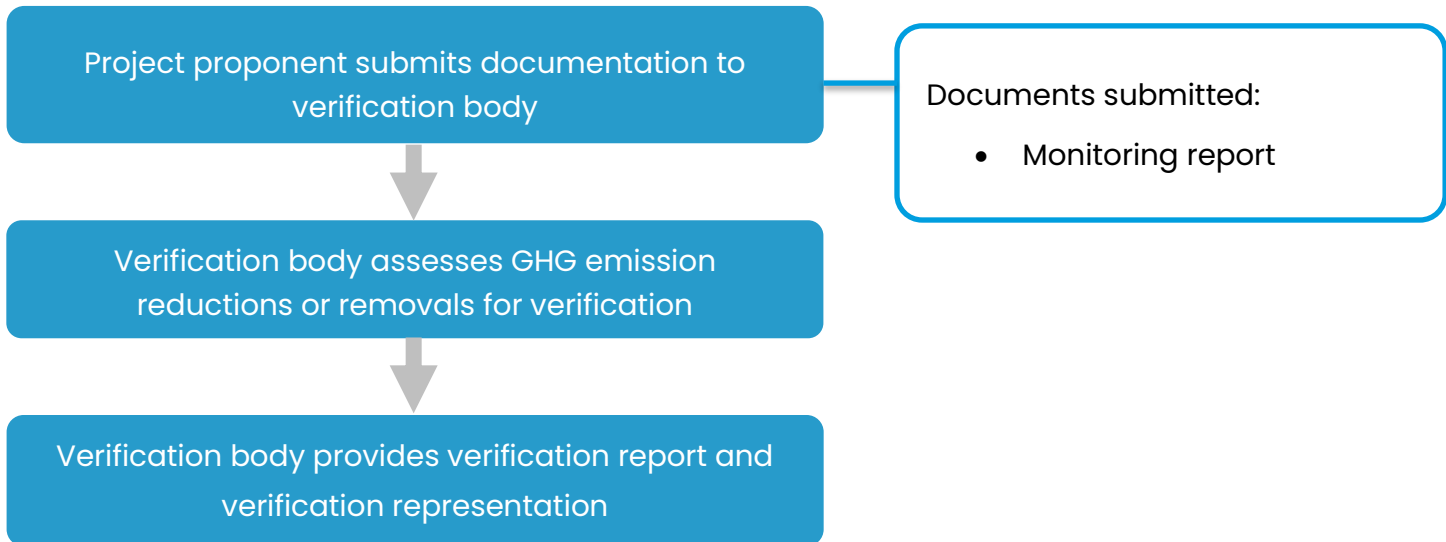 Project proponent submits documentation to
verification body
Documents submitted:
• Monitoring report
Verification body assesses GHG emission
reductions or removals for verification
Verification body provides verification report and
verification representation